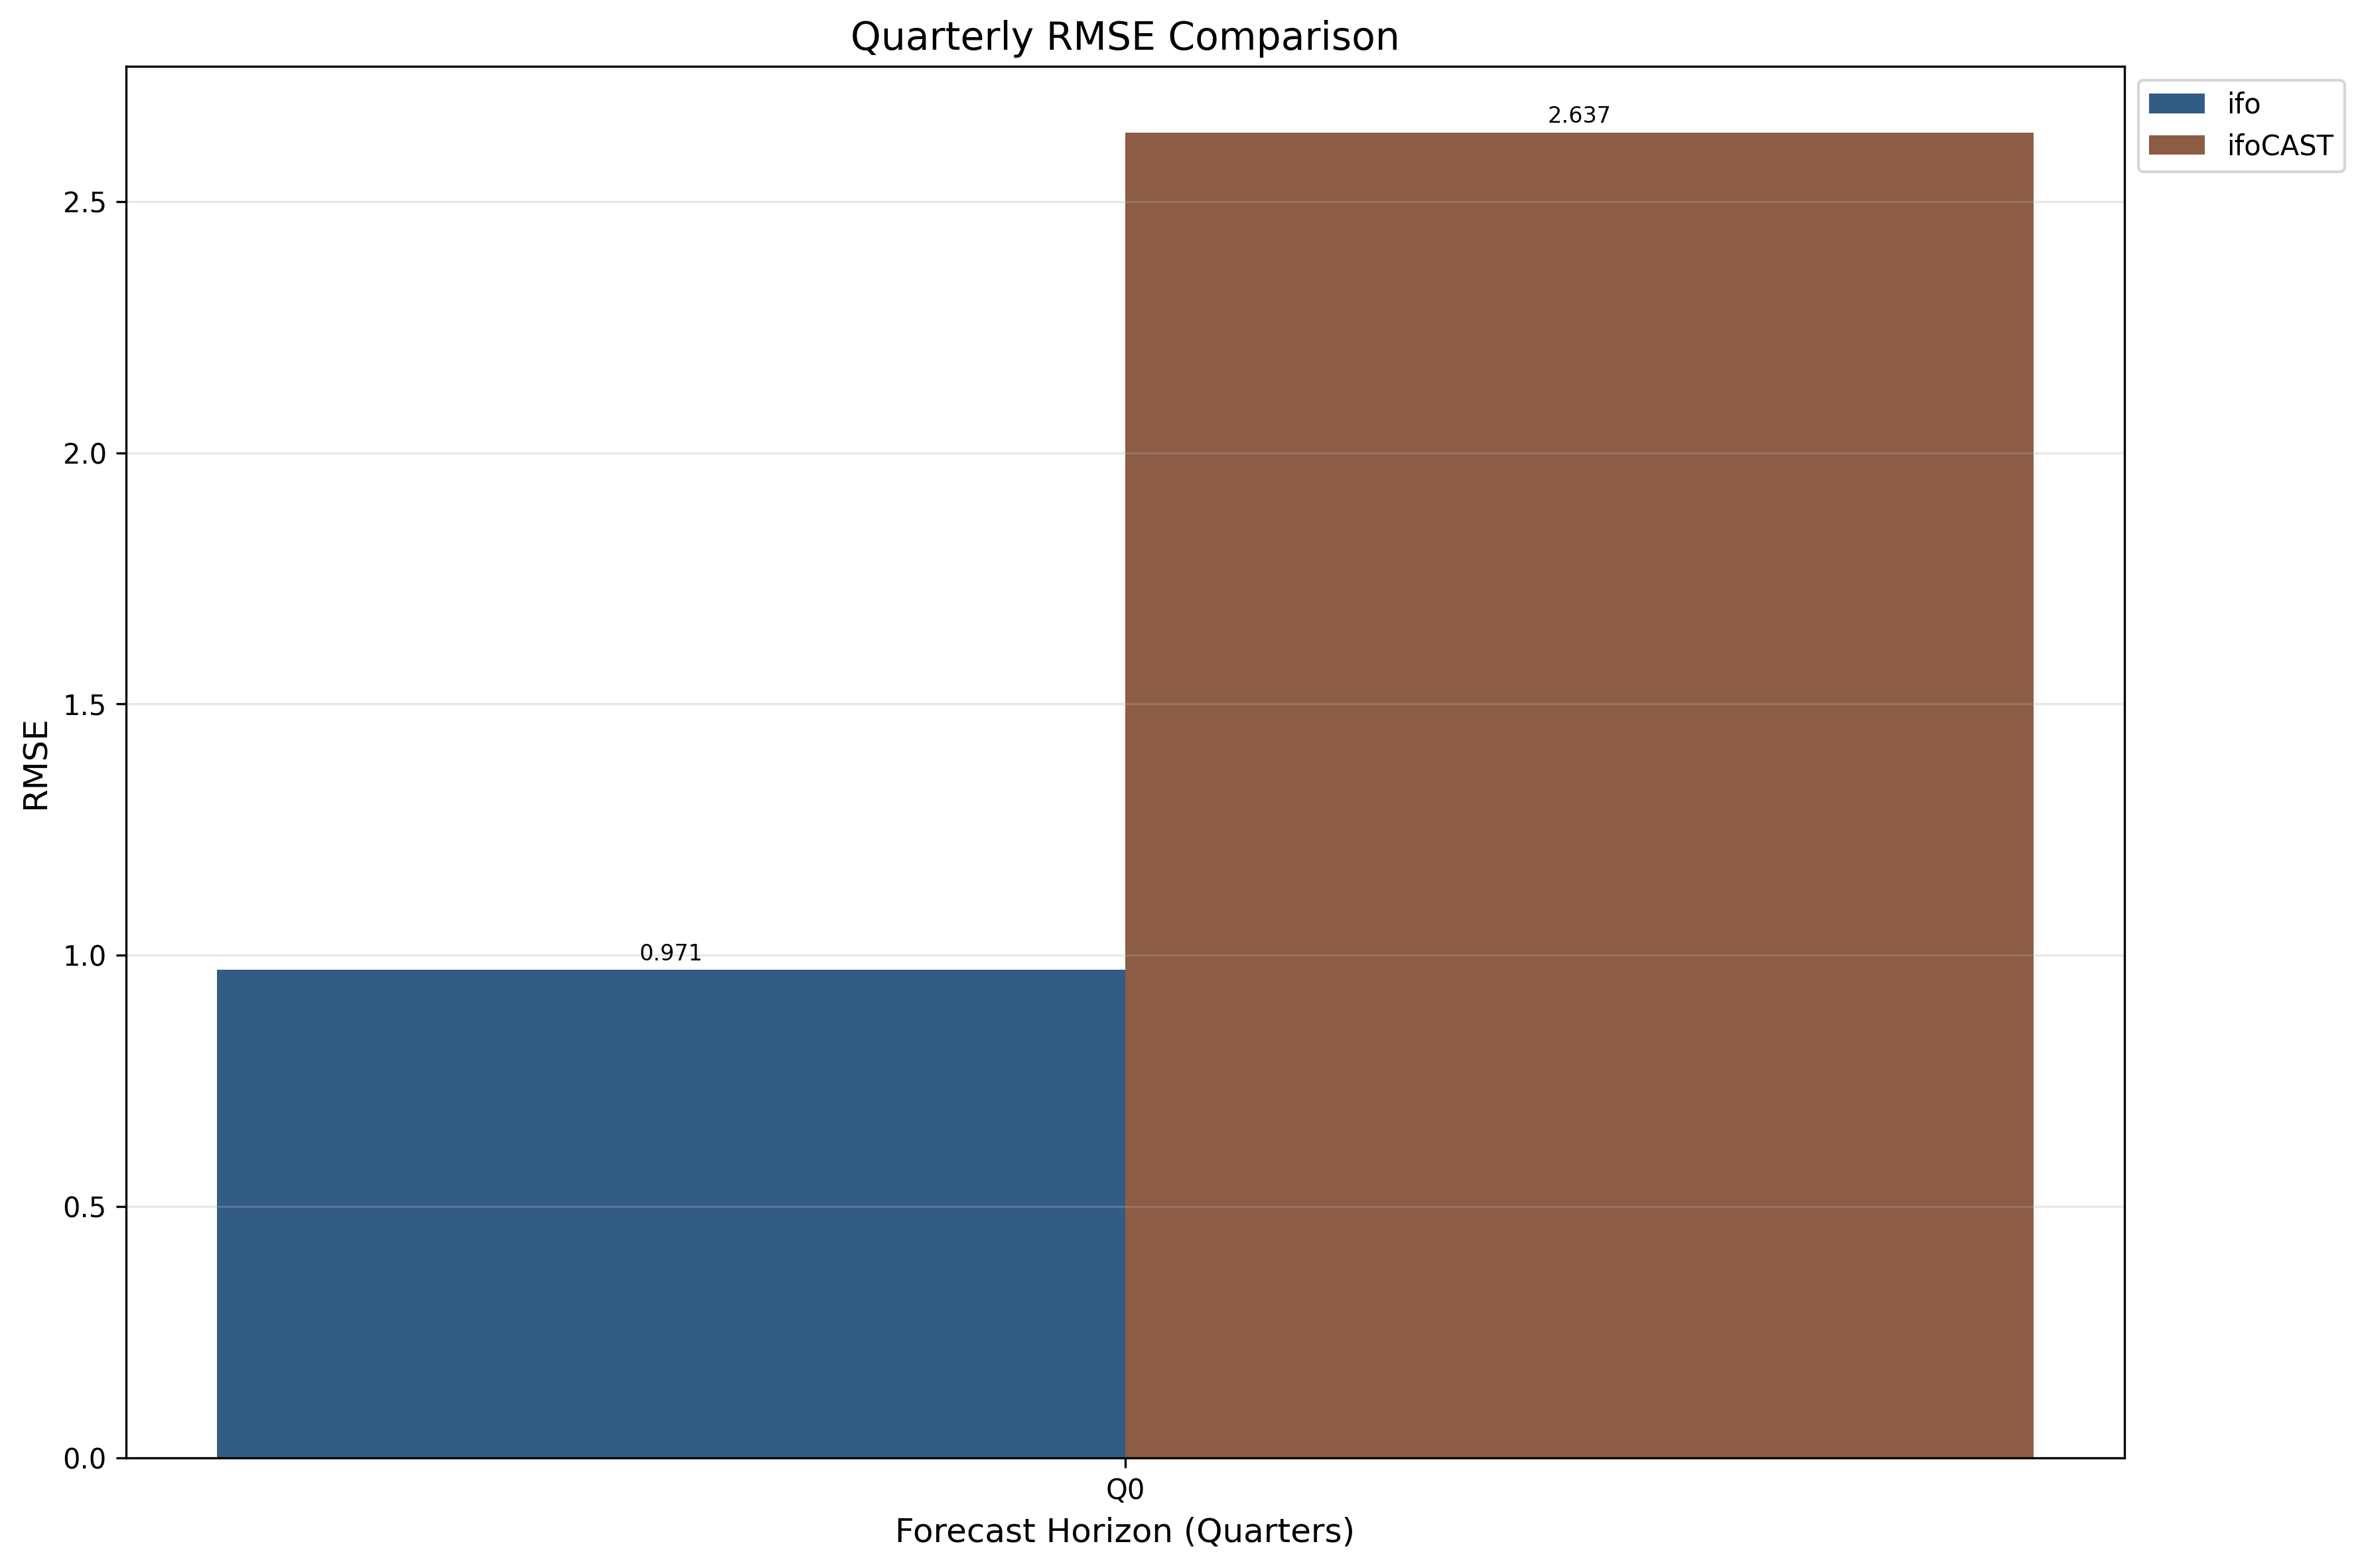 Quarterly RMSE Comparison
ifo
ifoCAST
2.637
0.971
2.5
2.0
1.5
1.0
0.5
0.0
RMSE
Q0
Forecast Horizon (Quarters)